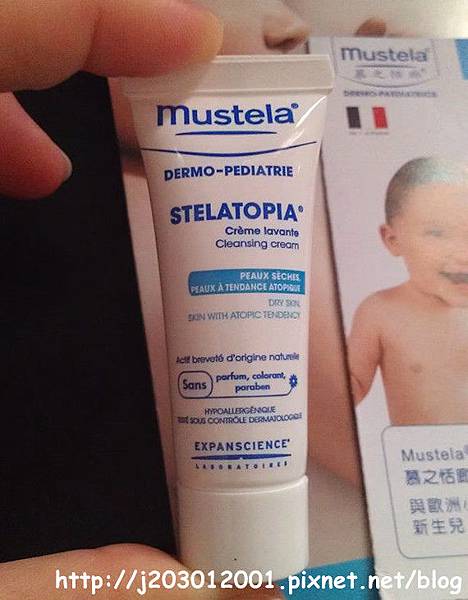 mustela®
DERMO-PEDIATRIE
STELATOPIA®
Crème lavante
Cleansing cream
PEAUX SÈCHES,
PEAUX À TENDANCE ATOPIQUE
DRY SKIN,
SKIN WITH ATOPIC TENDENCY
Actif breveté d'origine naturelle
Sans parfum, colorant,
paraben
HYPOALLERGÉNIQUE
TESTÉ SOUS CONTRÔLE DERMATOLOGIQUE
EXPANSCIENCE®
LABORATOIRES
mustela®
慕之恬廊
DERMO-PAEDIATRICS
Mustela®
慕之恬廊
與歐洲
新生兒
http://j203012001.pixnet.net/blog